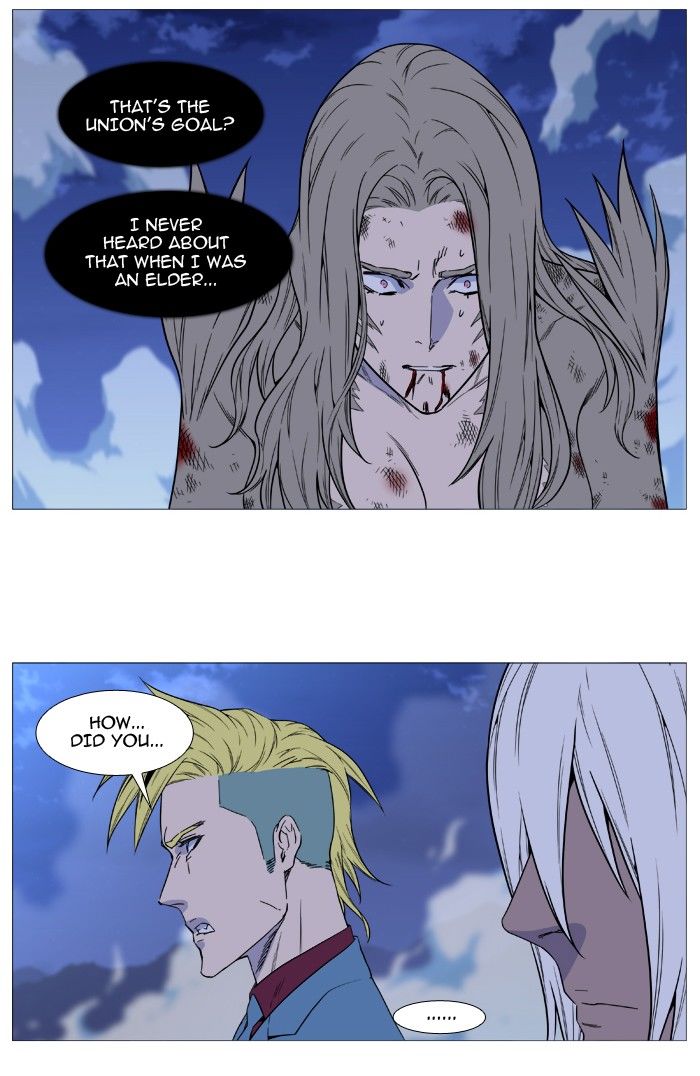 THAT'S THE
UNION'S GOAL?
I NEVER
HEARD ABOUT
THAT WHEN I WAS
AN ELDER...
HOW...
DID YOU...
......